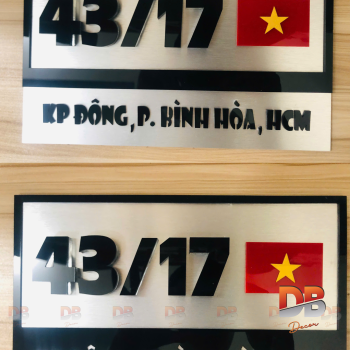 43/17
KP ĐÔNG, P. BÌNH HÒA, HCM
43/17
DB
Decor